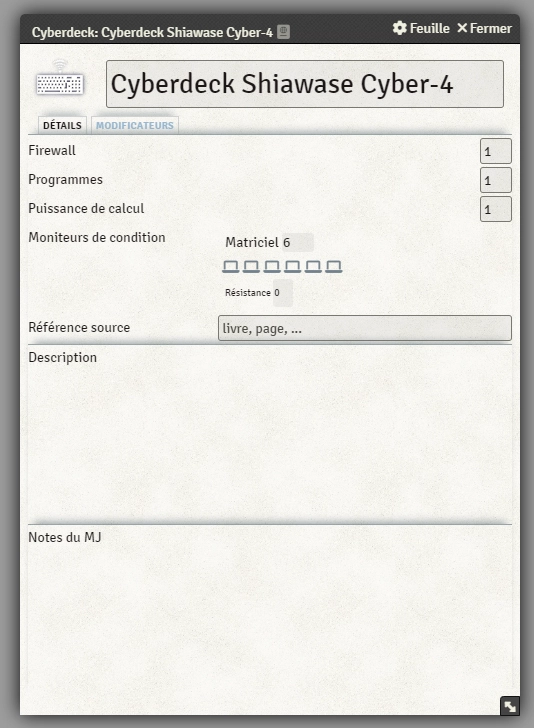 Cyberdeck: Cyberdeck Shiawase Cyber-4 Feuille Fermer
Cyberdeck Shiawase Cyber-4
DÉTAILS MODIFICATEURS
Firewall 1
Programmes 1
Puissance de calcul 1
Moniteurs de condition Matriciel 6
Résistance 0
Référence source livre, page, ...
Description
Notes du MJ